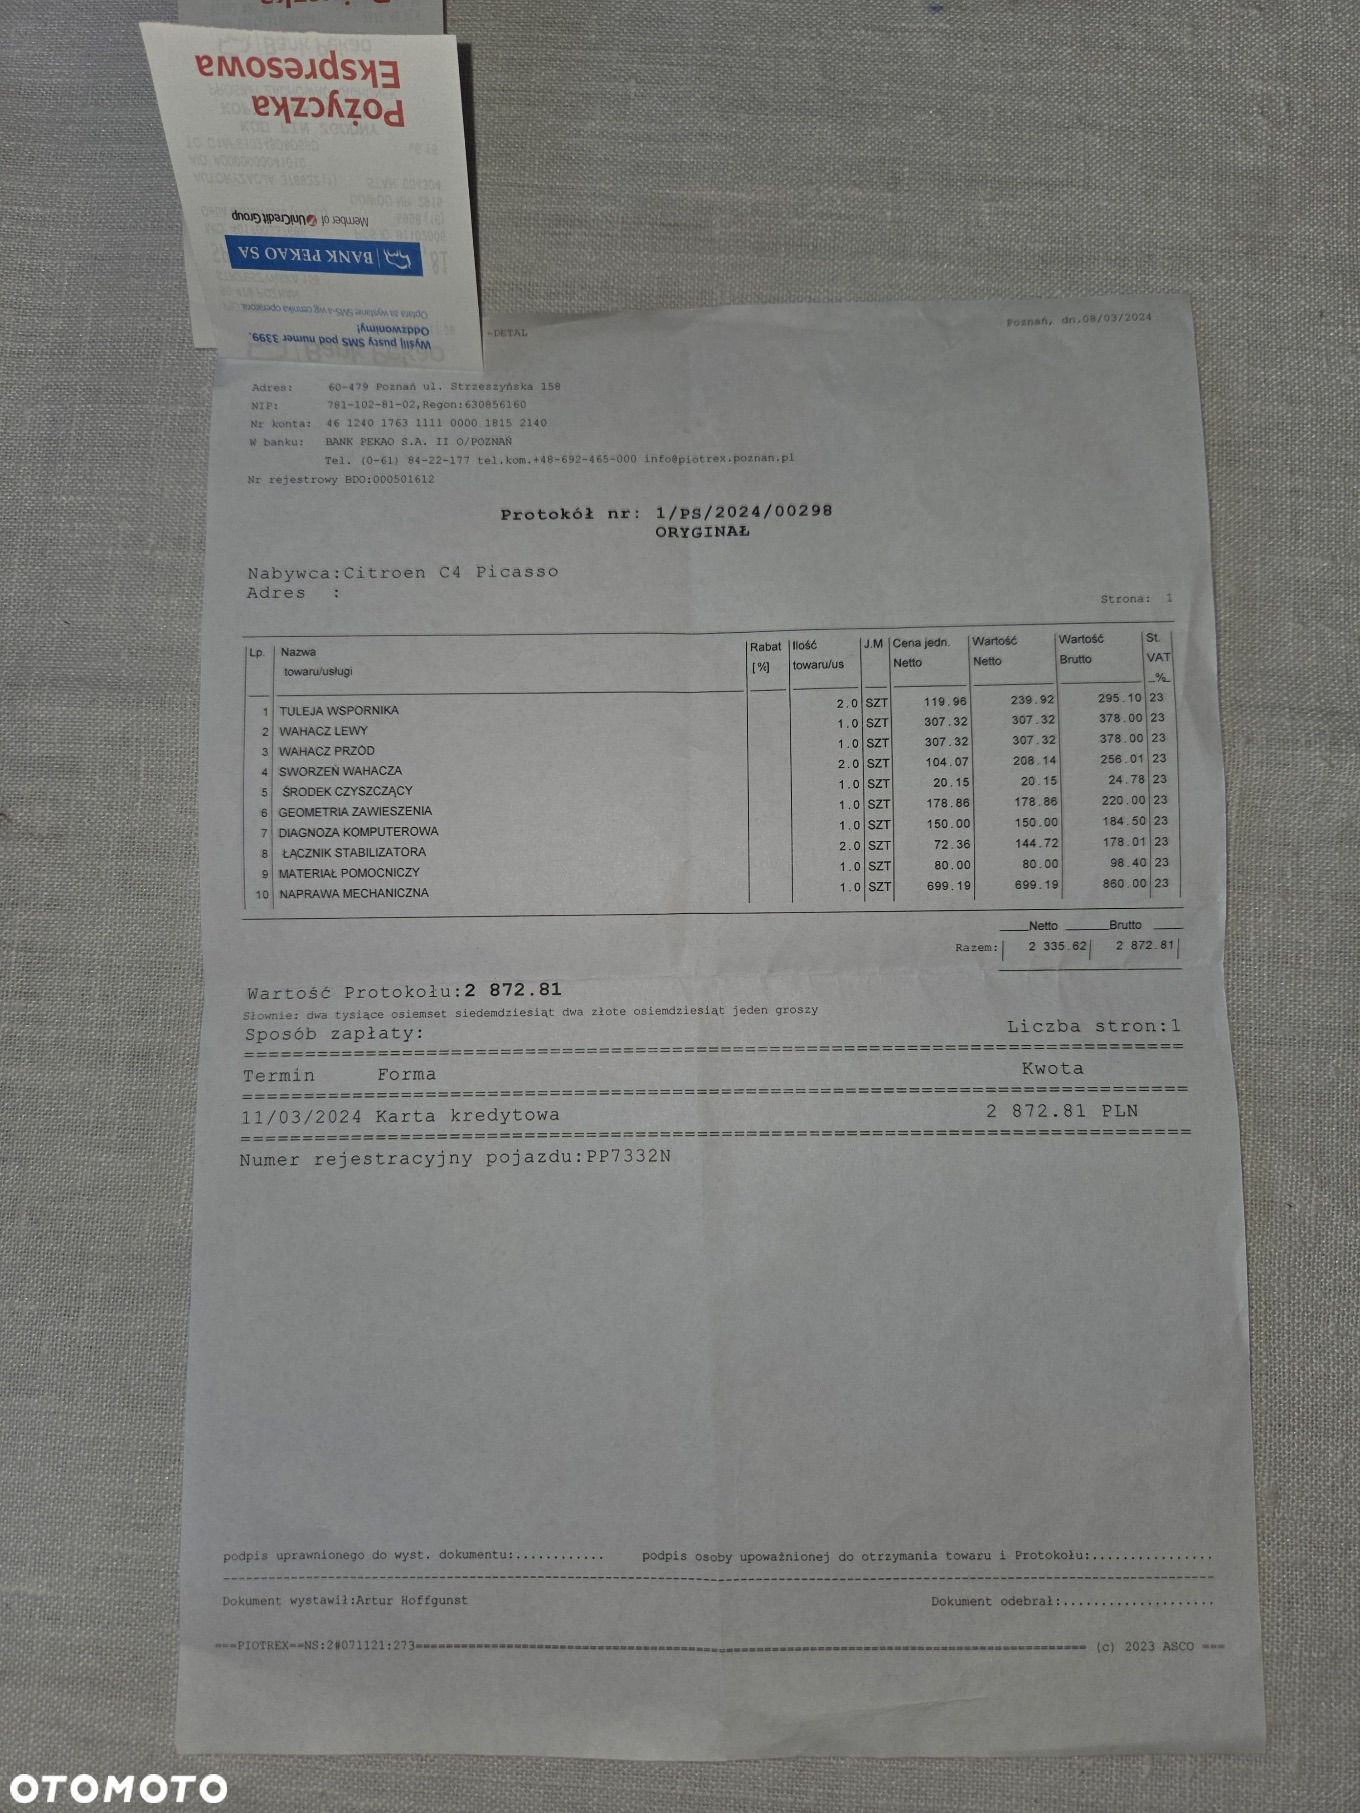 Pożyczka
Ekspresowa
Member of UniCredit Group
BANK PEKAO SA
Wyślij pusty SMS pod numer 3399.
Oddzwonimy!
Opłata za wysłanie SMS-a wg cennika operatora.
-DETAL
Poznań, dn.08/03/2024
Adres: 60-479 Poznań ul. Strzeszyńska 158
NIP: 781-102-81-02,Regon:630856160
Nr konta: 46 1240 1763 1111 0000 1815 2140
W banku: BANK PEKAO S.A. II O/POZNAŃ
Tel. (0-61) 84-22-177 tel.kom.+48-692-465-000 info@piotrex.poznan.pl
Nr rejestrowy BDO:000501612
Protokół nr: 1/PS/2024/00298
ORYGINAŁ
Nabywca:Citroen C4 Picasso
Adres :
Strona: 1
Lp. Nazwa towaru/usługi Rabat [%] Ilość towaru/us J.M Cena jedn. Netto Wartość Netto Wartość Brutto St. VAT %
1 TULEJA WSPORNIKA 2.0 SZT 119.96 239.92 295.10 23
2 WAHACZ LEWY 1.0 SZT 307.32 307.32 378.00 23
3 WAHACZ PRZÓD 1.0 SZT 307.32 307.32 378.00 23
4 SWORZEŃ WAHACZA 2.0 SZT 104.07 208.14 256.01 23
5 ŚRODEK CZYSZCZĄCY 1.0 SZT 20.15 20.15 24.78 23
6 GEOMETRIA ZAWIESZENIA 1.0 SZT 178.86 178.86 220.00 23
7 DIAGNOZA KOMPUTEROWA 1.0 SZT 150.00 150.00 184.50 23
8 ŁĄCZNIK STABILIZATORA 2.0 SZT 72.36 144.72 178.01 23
9 MATERIAŁ POMOCNICZY 1.0 SZT 80.00 80.00 98.40 23
10 NAPRAWA MECHANICZNA 1.0 SZT 699.19 699.19 860.00 23
Netto Brutto
Razem: 2 335.62 2 872.81
Wartość Protokołu:2 872.81
Słownie: dwa tysiące osiemset siedemdziesiąt dwa złote osiemdziesiąt jeden groszy
Sposób zapłaty: Liczba stron:1
Termin Forma Kwota
11/03/2024 Karta kredytowa 2 872.81 PLN
Numer rejestracyjny pojazdu:PP7332N
podpis uprawnionego do wyst. dokumentu:............ podpis osoby upoważnionej do otrzymania towaru i Protokołu:................
Dokument wystawił:Artur Hoffgunst Dokument odebrał:....................
===PIOTREX==NS:2#071121:273=== (c) 2023 ASCO ===
OTOMOTO